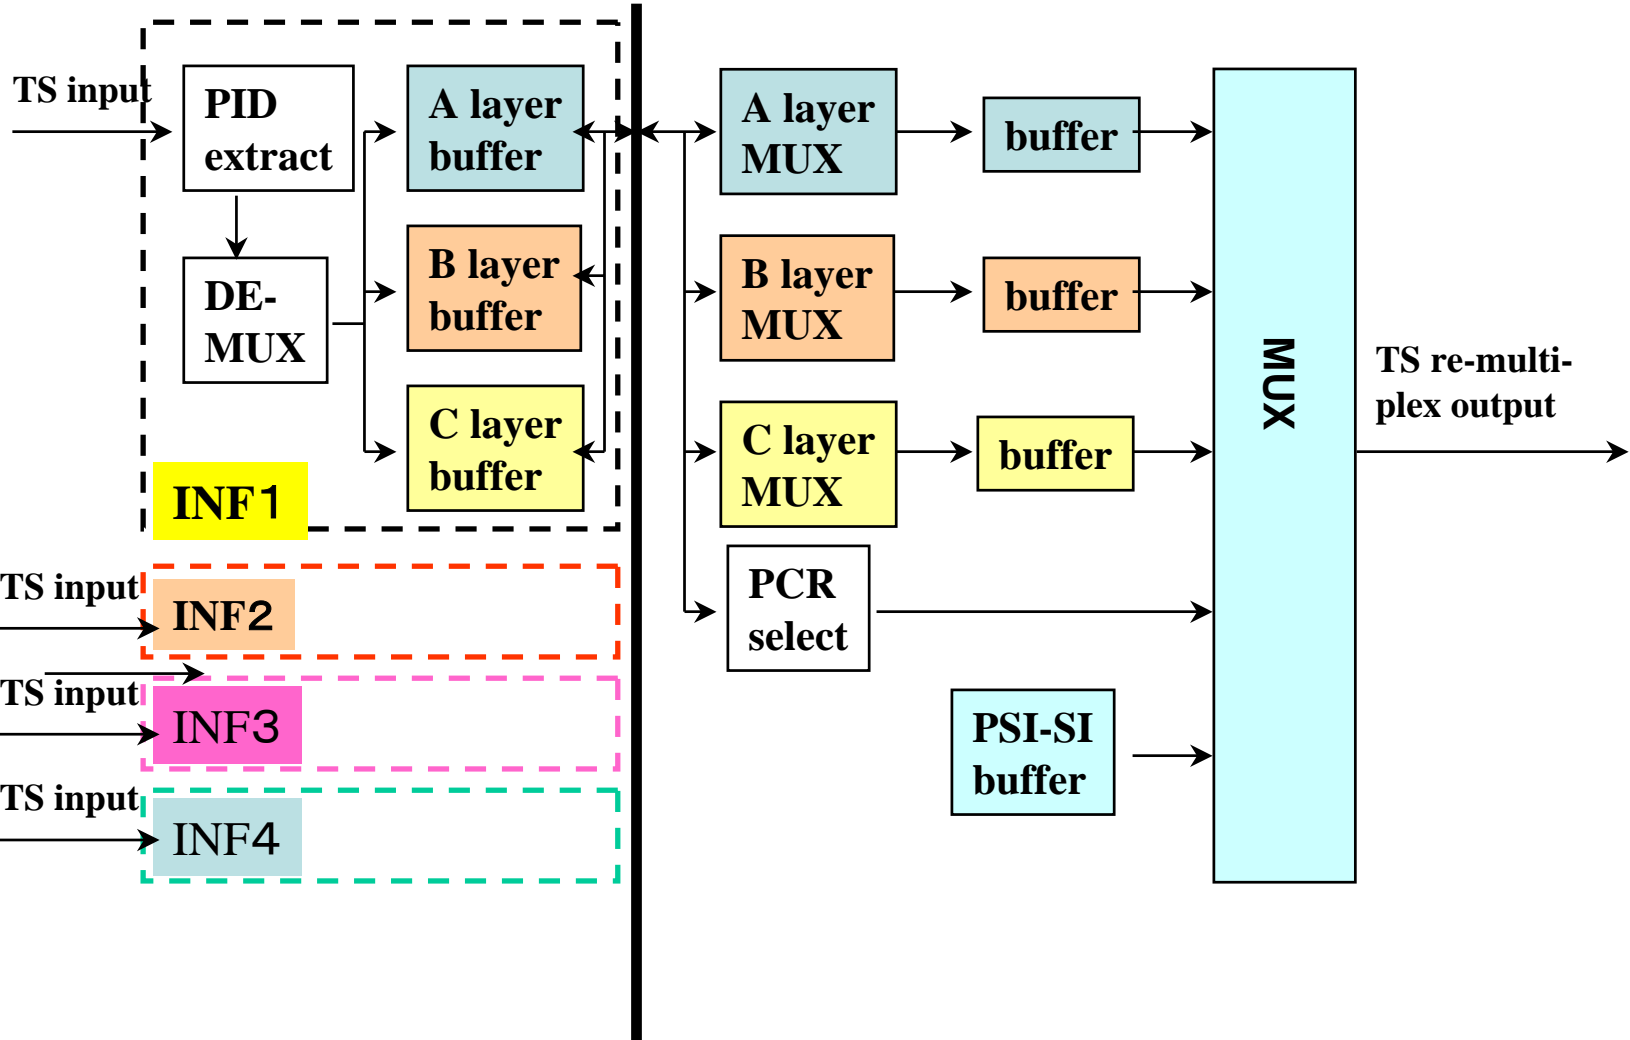 TS input
PID
extract
A layer
buffer
A layer
MUX
buffer
DE-
MUX
B layer
buffer
B layer
MUX
buffer
C layer
buffer
C layer
MUX
buffer
MUX
TS re-multi-
plex output
INF1
PCR
select
TS input
INF2
TS input
INF3
PSI-SI
buffer
TS input
INF4